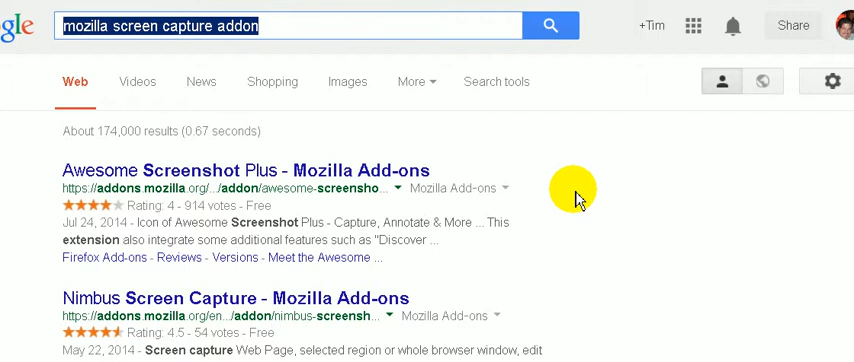 gle mozilla screen capture addon +Tim Share
Web Videos News Shopping Images More Search tools
About 174,000 results (0.67 seconds)
Awesome Screenshot Plus - Mozilla Add-ons
https://addons.mozilla.org/.../addon/awesome-screensho... Mozilla Add-ons
Rating: 4 - 914 votes - Free
Jul 24, 2014 - Icon of Awesome Screenshot Plus - Capture, Annotate & More ... This
extension also integrate some additional features such as "Discover ...
Firefox Add-ons - Reviews - Versions - Meet the Awesome ...
Nimbus Screen Capture - Mozilla Add-ons
https://addons.mozilla.org/en.../addon/nimbus-screensh... Mozilla Add-ons
Rating: 4.5 - 54 votes - Free
May 22, 2014 - Screen capture Web Page, selected region or whole browser window, edit